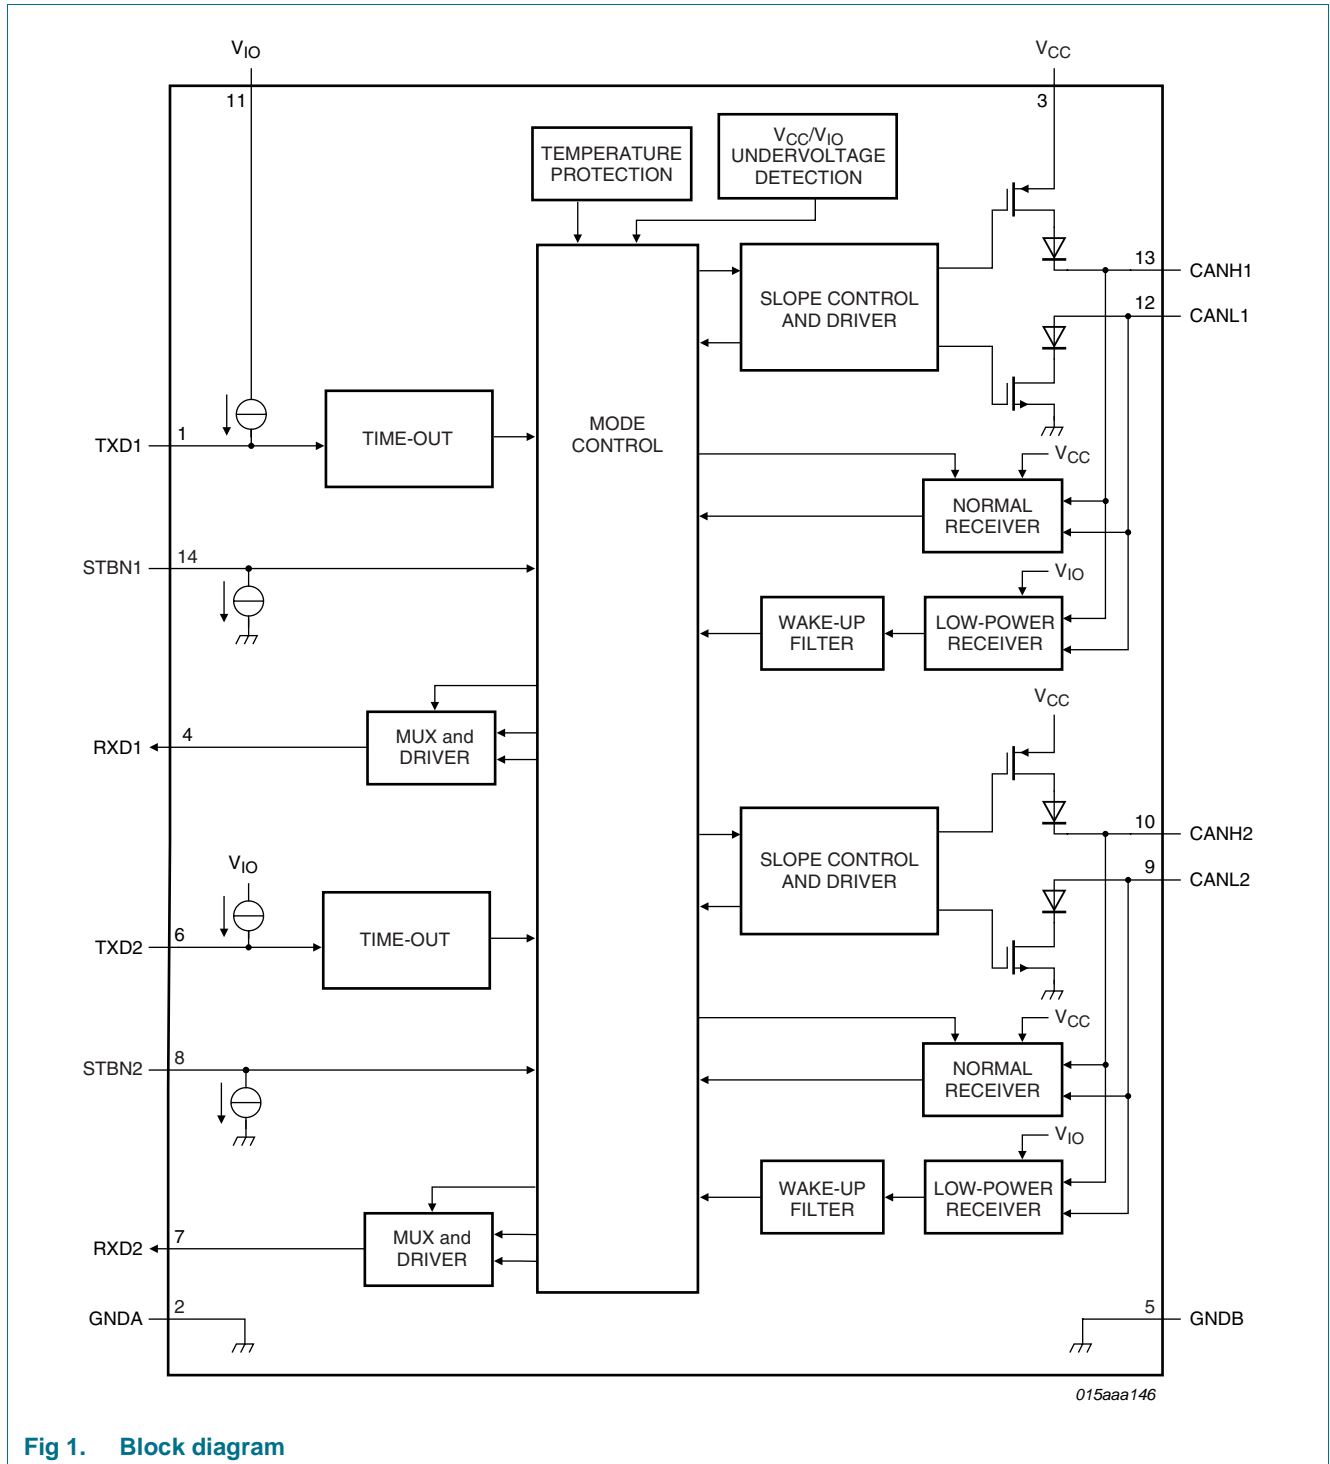 VIO
VCC
11
3
TEMPERATURE
PROTECTION
VCC/VIO
UNDERVOLTAGE
DETECTION
SLOPE CONTROL
AND DRIVER
13
CANH1
12
CANL1
MODE
CONTROL
TXD1
1
TIME-OUT
VCC
NORMAL
RECEIVER
STBN1
14
VIO
WAKE-UP
FILTER
LOW-POWER
RECEIVER
RXD1
4
MUX and
DRIVER
VCC
SLOPE CONTROL
AND DRIVER
10
CANH2
9
CANL2
VIO
TXD2
6
TIME-OUT
VCC
NORMAL
RECEIVER
STBN2
8
VIO
WAKE-UP
FILTER
LOW-POWER
RECEIVER
RXD2
7
MUX and
DRIVER
GNDA
2
5
GNDB
015aaa146
Fig 1. Block diagram